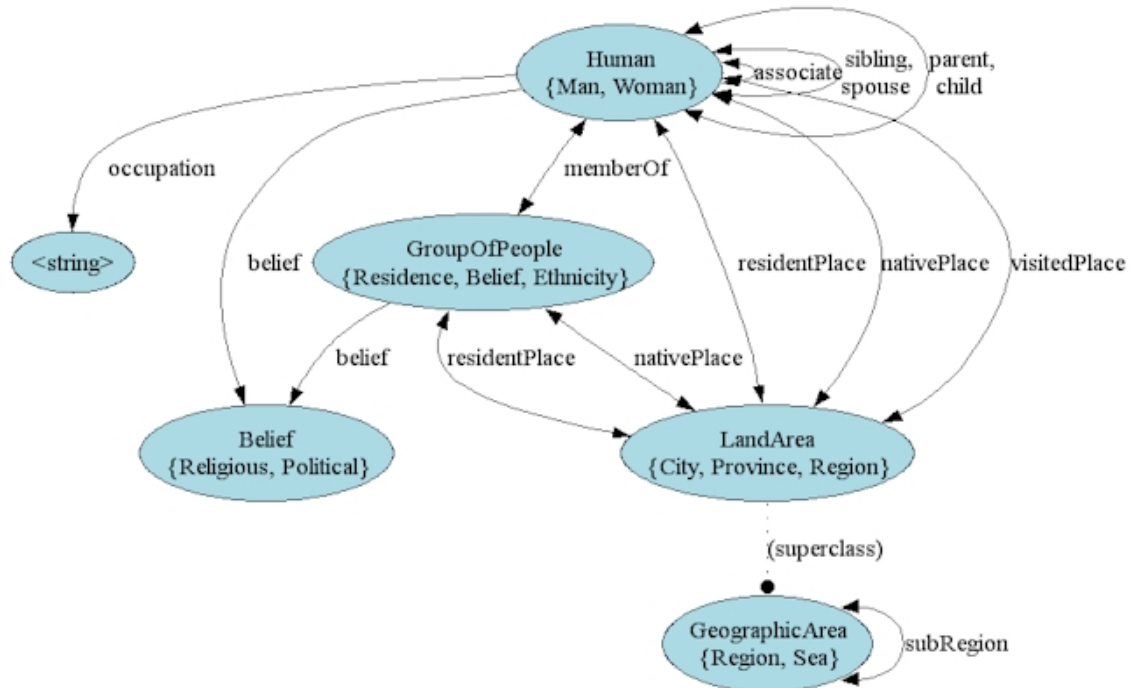 Human
{Man, Woman}
associate
sibling,
spouse
parent,
child
occupation
memberOf
<string>
GroupOfPeople
{Residence, Belief, Ethnicity}
belief
residentPlace
nativePlace
visitedPlace
belief
residentPlace
nativePlace
Belief
{Religious, Political}
LandArea
{City, Province, Region}
(superclass)
GeographicArea
{Region, Sea}
subRegion